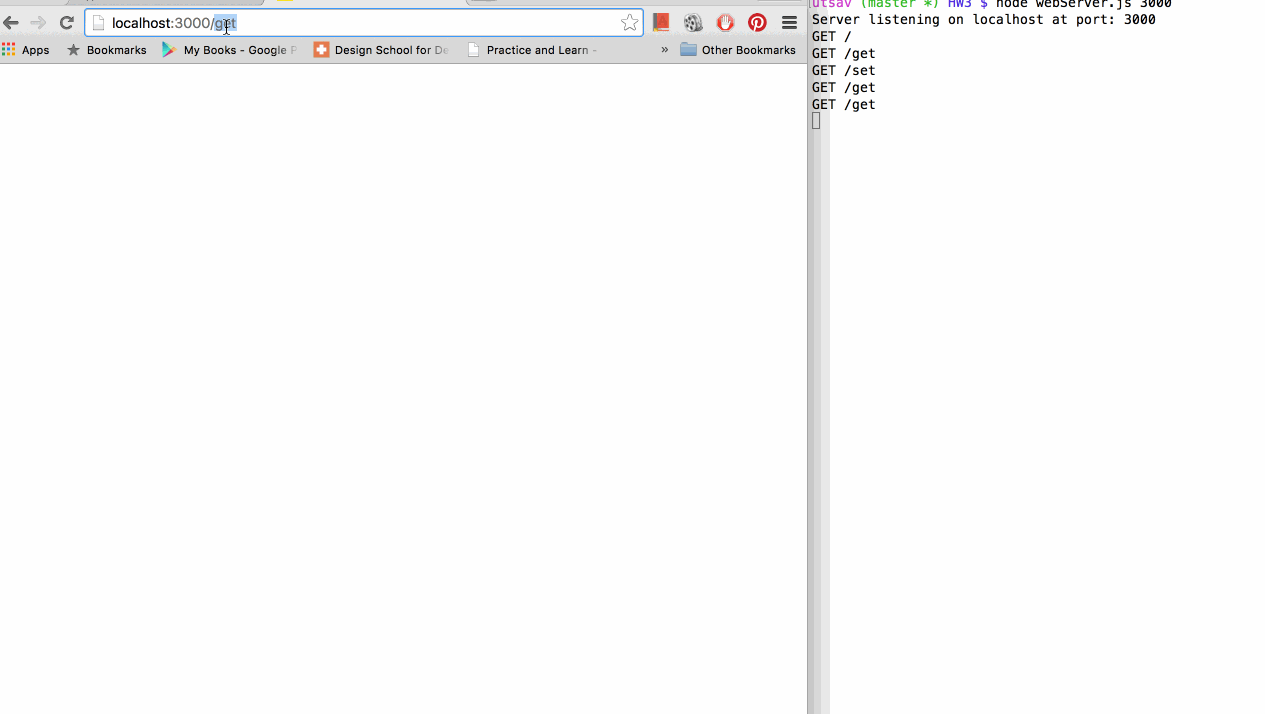 localhost:3000/get
Apps Bookmarks My Books - Google P Design School for De Practice and Learn - » Other Bookmarks
utsav (master *) HW3 $ node webServer.js 3000
Server listening on localhost at port: 3000
GET /
GET /get
GET /set
GET /get
GET /get